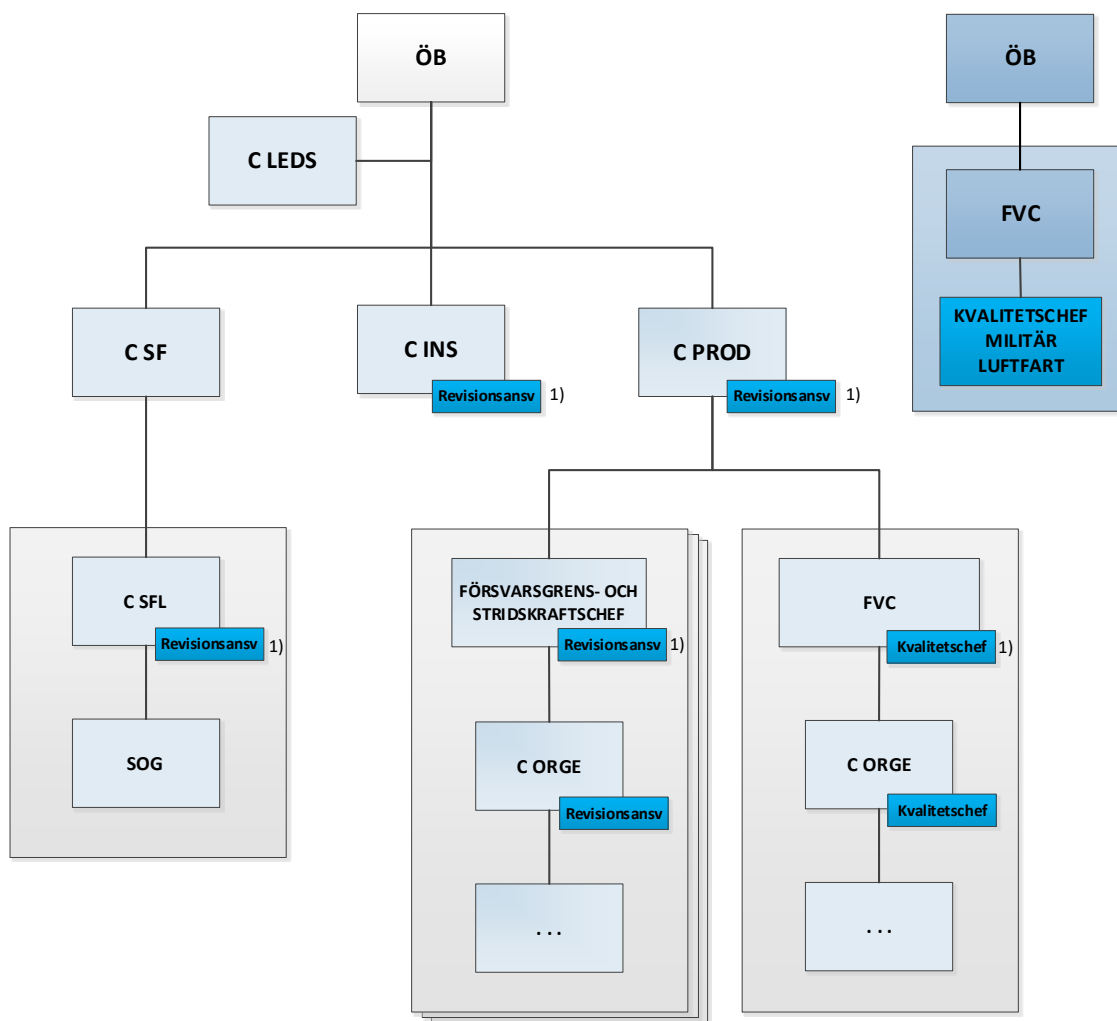 ÖB
ÖB
C LEDS
FVC
KVALITETSCHEF
MILITÄR
LUFTFART
C SF
C INS
Revisionsansv 1)
C PROD
Revisionsansv 1)
C SFL
Revisionsansv 1)
SOG
FÖRSVARSGRENS- OCH
STRIDSKRAFTSCHEF
Revisionsansv 1)
C ORGE
Revisionsansv
. . .
FVC
Kvalitetschef 1)
C ORGE
Kvalitetschef
. . .